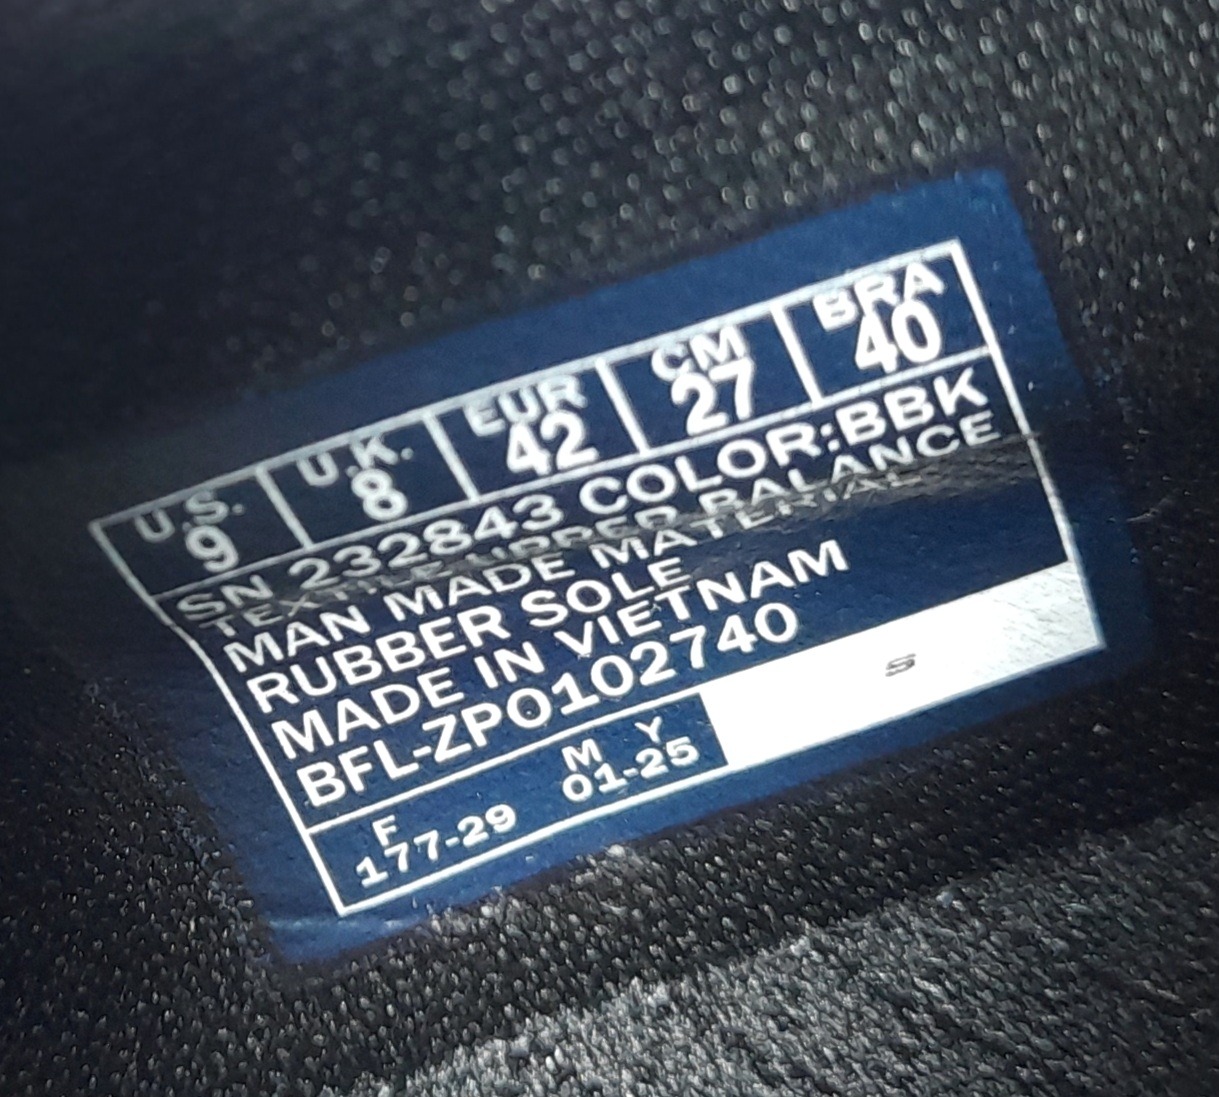 U.S. U.K. EUR CM BRA
9 8 42 27 40
SN 232843 COLOR:BBK
TEXTILE UPPER BALANCE
MAN MADE MATERIAL
RUBBER SOLE
MADE IN VIETNAM
BFL-ZPO102740
F M Y
177-29 01-25
S